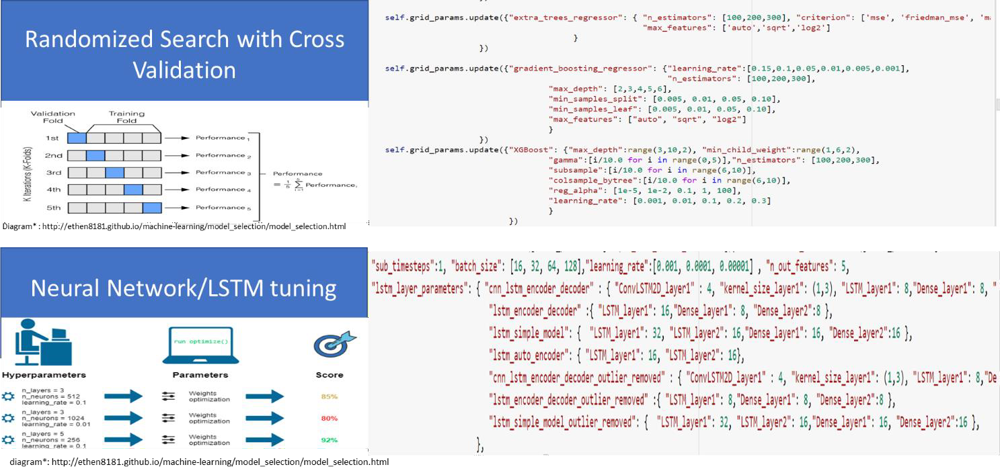 Randomized Search with Cross
Validation
Validation
Fold
Training
Fold
K Iterations (K-Folds)
1st
Performance 1
2nd
Performance 2
3rd
Performance 3
4th
Performance 4
5th
Performance 5
Performance
= 1/5 5 ∑ i=1 Performance,
Diagram* : http://ethen8181.github.io/machine-learning/model_selection/model_selection.html
self.grid_params.update({"extra_trees_regressor": { "n_estimators": [100,200,300], "criterion": ['mse', 'friedman_mse',
"max_features": ['auto','sqrt','log2']
}
})
self.grid_params.update({"gradient_boosting_regressor": {"learning_rate":[0.15,0.1,0.05,0.01,0.005,0.001],
"n_estimators": [100,200,300],
"max_depth": [2,3,4,5,6],
"min_samples_split": [0.005, 0.01, 0.05, 0.10],
"min_samples_leaf": [0.005, 0.01, 0.05, 0.10],
"max_features": ["auto", "sqrt", "log2"]
}
})
self.grid_params.update({"XGBoost": {"max_depth":range(3,10,2), "min_child_weight":range(1,6,2),
"gamma":[i/10.0 for i in range(0,5)],"n_estimators": [100,200,300],
"subsample":[i/10.0 for i in range(6,10)],
"colsample_bytree":[i/10.0 for i in range(6,10)],
"reg_alpha": [1e-5, 1e-2, 0.1, 1, 100],
"learning_rate": [0.001, 0.01, 0.1, 0.2, 0.3]
}
})
Neural Network/LSTM tuning
run optimize()
Hyperparameters
Parameters
Score
n_layers = 3
n_neurons = 512
learning_rate = 0.1
Weights
optimization
85%
n_layers = 3
n_neurons = 1024
learning_rate = 0.01
Weights
optimization
80%
n_layers = 5
n_neurons = 256
learning_rate = 0.1
Weights
optimization
92%
diagram*: http://ethen8181.github.io/machine-learning/model_selection/model_selection.html
"sub_timesteps":1, "batch_size": [16, 32, 64, 128],"learning_rate":[0.001, 0.0001, 0.00001] , "n_out_features": 5,
"lstm_layer_parameters": { "cnn_lstm_encoder_decoder" : { "ConvLSTM2D_layer1" : 4, "kernel_size_layer1": (1,3), "LSTM_layer1": 8,"Dense_layer1": 8, "
"lstm_encoder_decoder" :{ "LSTM_layer1": 16,"Dense_layer1": 8, "Dense_layer2":8 },
"lstm_simple_model": { "LSTM_layer1": 32, "LSTM_layer2": 16,"Dense_layer1": 16, "Dense_layer2":16 },
"lstm_auto_encoder": { "LSTM_layer1": 16, "LSTM_layer2": 16},
"cnn_lstm_encoder_decoder_outlier_removed" : { "ConvLSTM2D_layer1" : 4, "kernel_size_layer1": (1,3), "LSTM_layer1": 8,"De
"lstm_encoder_decoder_outlier_removed" :{ "LSTM_layer1": 8,"Dense_layer1": 8, "Dense_layer2":8 },
"lstm_simple_model_outlier_removed": { "LSTM_layer1": 32, "LSTM_layer2": 16,"Dense_layer1": 16, "Dense_layer2":16 },
},